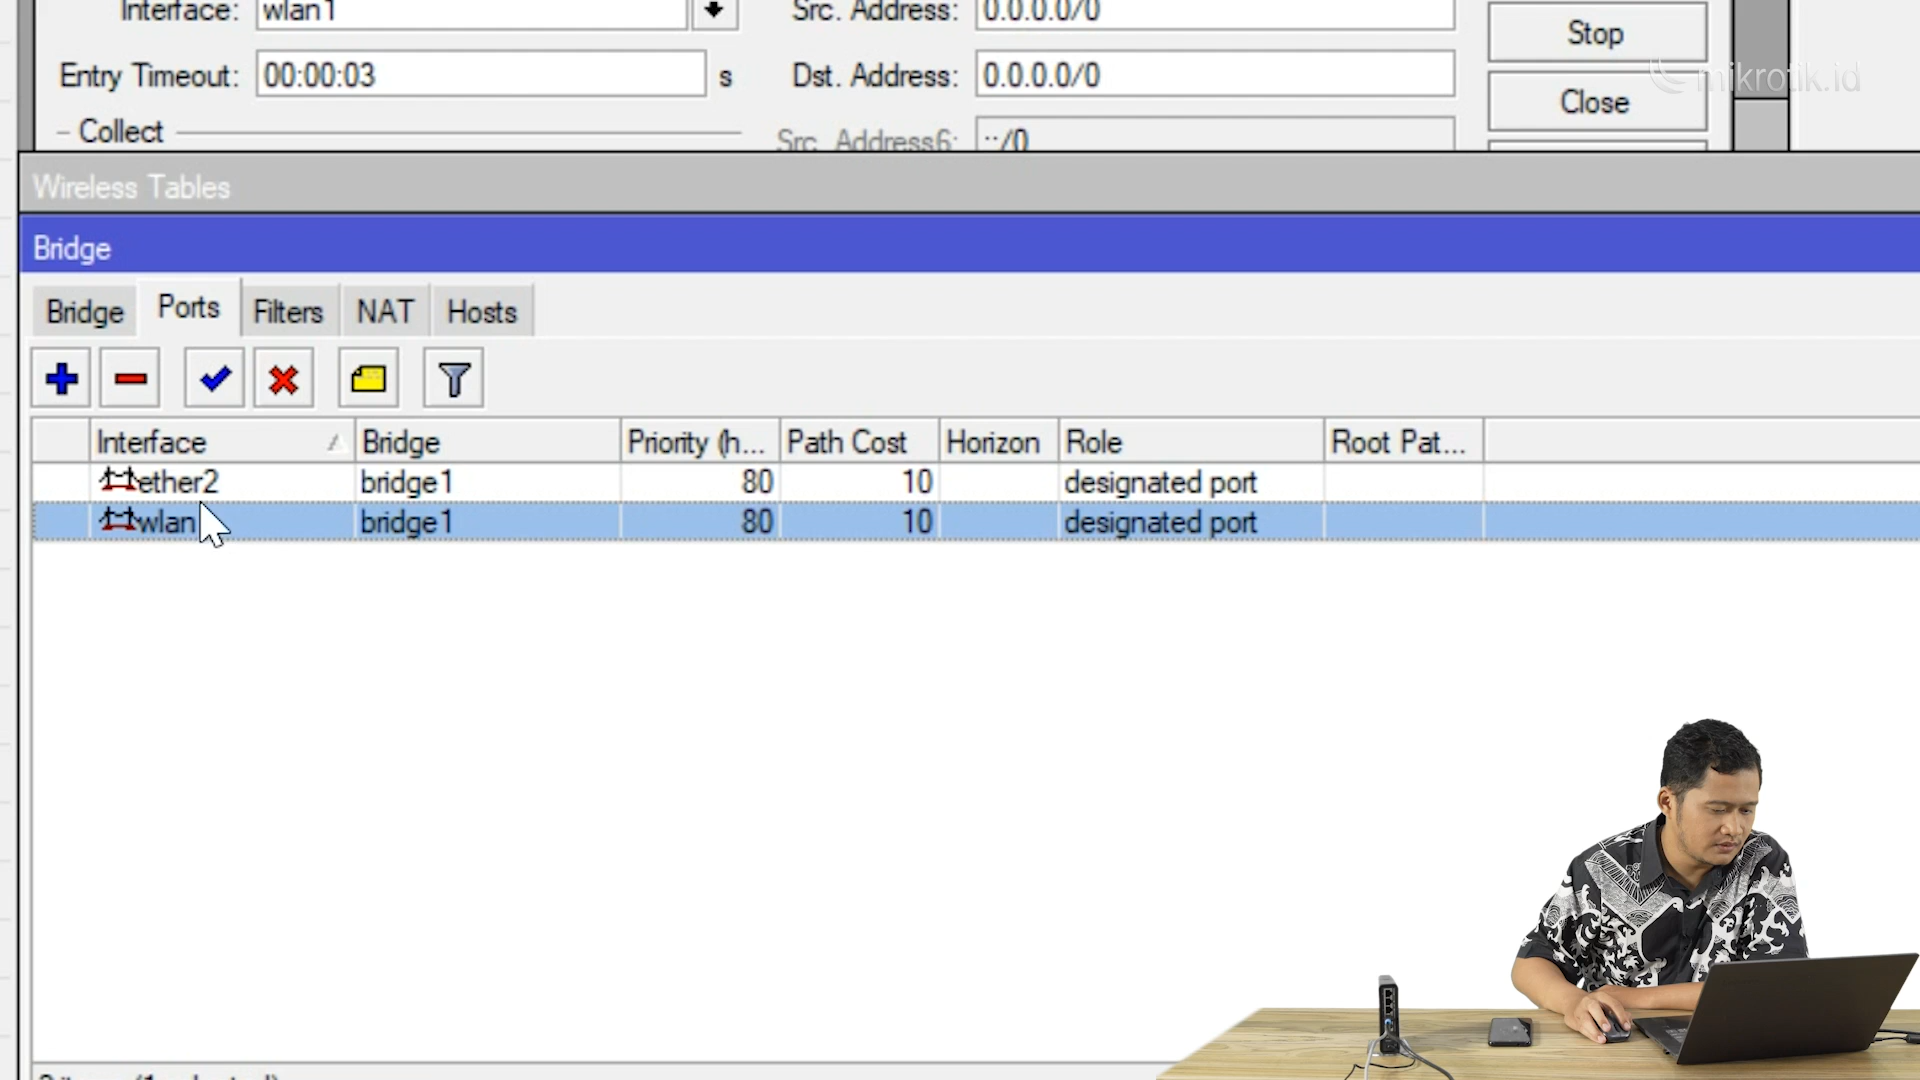 Interface: wlan1 Src. Address: 0.0.0.0/0
Stop
Entry Timeout: 00:00:03 s Dst. Address: 0.0.0.0/0
mikrotik.id
Close
Collect
Src. Address6: ::/0
Wireless Tables
Bridge
Bridge Ports Filters NAT Hosts
Interface Bridge Priority (h... Path Cost Horizon Role Root Pat...
ether2 bridge1 80 10 designated port
wlan bridge1 80 10 designated port